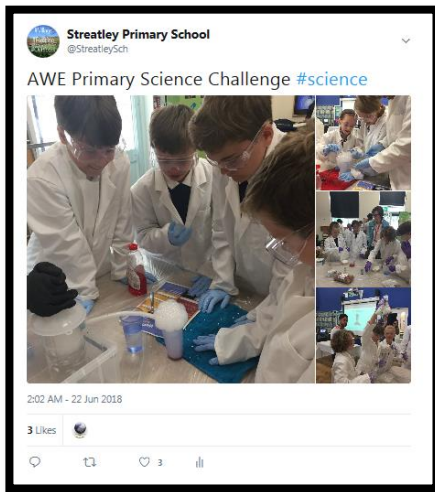 Streatley Primary School
@StreatleySch
AWE Primary Science Challenge #science
2:02 AM - 22 Jun 2018
3 Likes
3